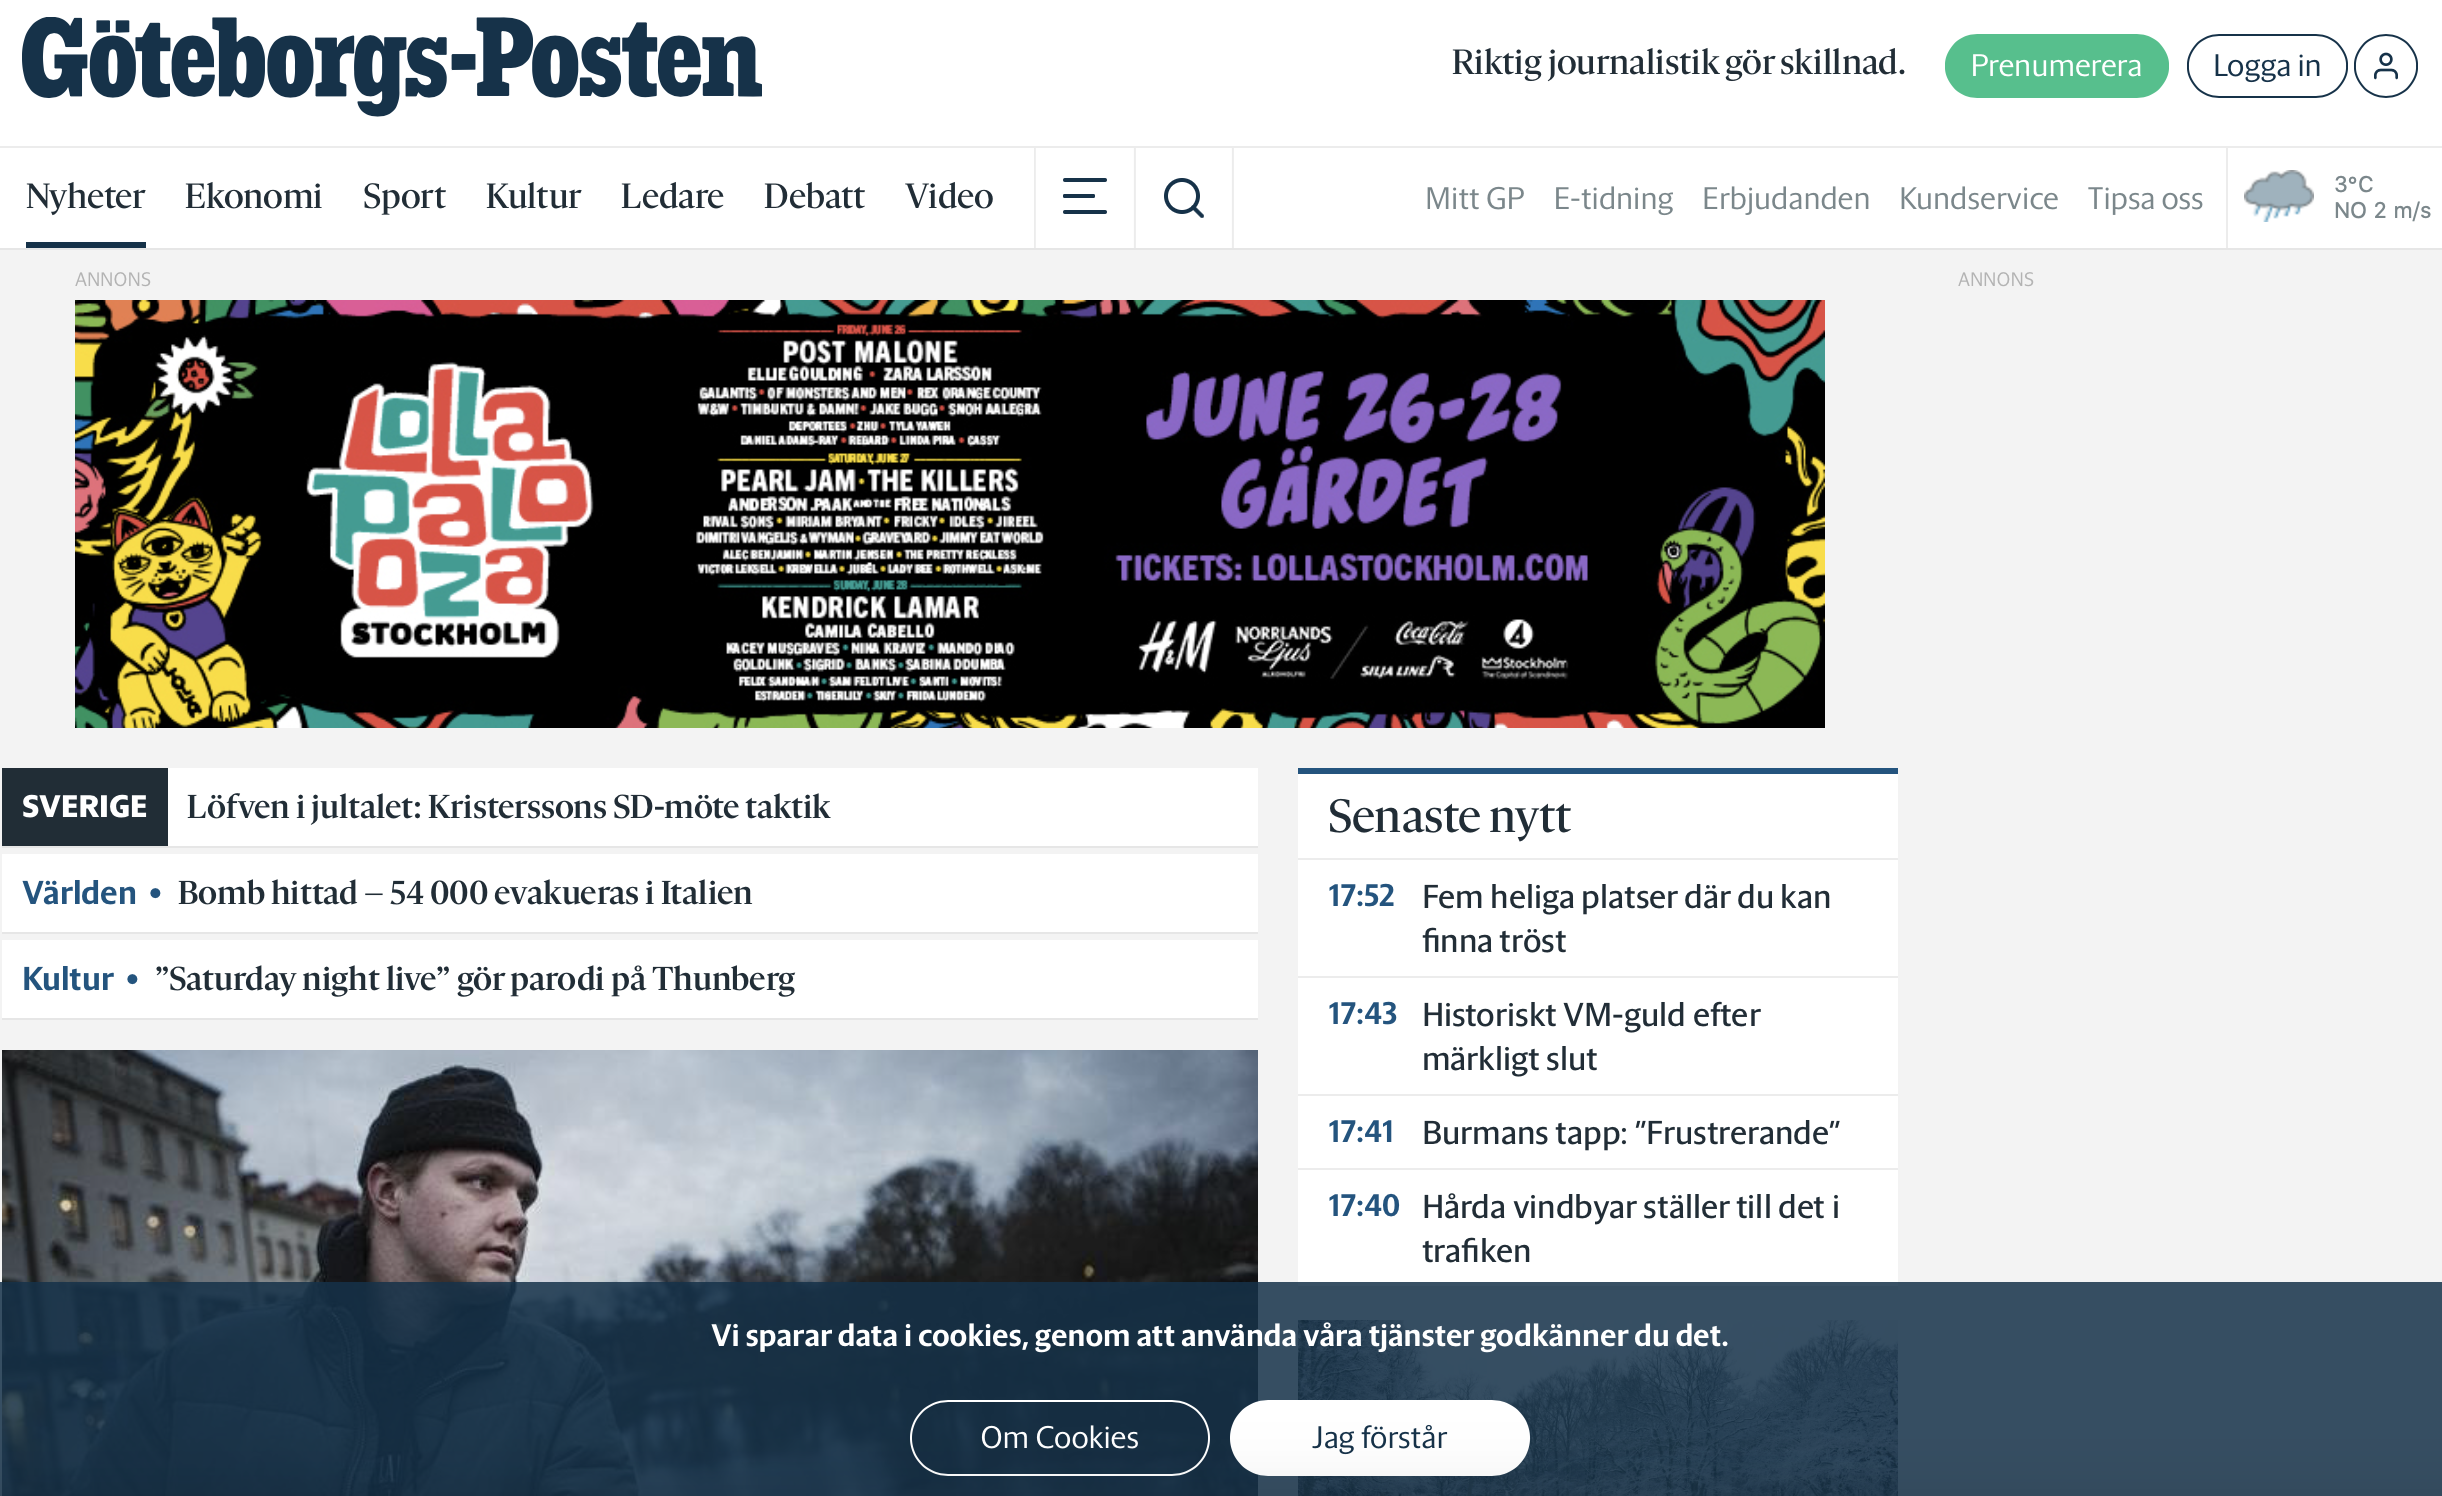 Göteborgs-Posten
Riktig journalistik gör skillnad.
Prenumerera
Logga in
Nyheter
Ekonomi
Sport
Kultur
Ledare
Debatt
Video
Mitt GP
E-tidning
Erbjudanden
Kundservice
Tipsa oss
3°C
NO 2 m/s
ANNONS
ANNONS
Lolla
Palo
oza
STOCKHOLM
FRIDAY, JUNE 26
POST MALONE
ELLIE GOULDING • ZARA LARSSON
GALANTIS • OF MONSTERS AND MEN • REX ORANGE COUNTY
W&W • TIMBUKTU & DAMN! • JAKE BUGG • SNOH AALEGRA
DEPORTEES • ZHU • TYLA YAWEH
DANIEL ADAMS-RAY • REBARD • LINDA PIRA • CASSY
SATURDAY, JUNE 27
PEARL JAM • THE KILLERS
ANDERSON .PAAK AND THE FREE NATIONALS
RIVAL SONS • MIRIAM BRYANT • FRICKY • IDLES • JIREEL
DIMITRI VANGELIS & WYMAN • GRAVEYARD • JIMMY EAT WORLD
ALEC BENJAMIN • MARTIN JENSEN • THE PRETTY RECKLESS
VICTOR LEKSELL • KREWELLA • JUBËL • LADY BEE • ROTHWELL • ASK:ME
SUNDAY, JUNE 28
KENDRICK LAMAR
CAMILA CABELLO
KACEY MUSGRAVES • NINA KRAVIZ • MANDO DIAO
GOLDLINK • SIGRID • BANKS • SABINA DDUMBA
FELIX SANDMAN • SAM FELDT LIVE • SANTI • MOVITS!
ESTRADEN • TIGERLILY • SKIY • FRIDA LUNDEMO
JUNE 26-28
GÄRDET
TICKETS: LOLLASTOCKHOLM.COM
H&M
NORRLANDS
Ljus
ALKOHOLFRI
Coca-Cola
SILJA LINE
4
Stockholm
The Capital of Scandinavia
SVERIGE
Löfven i jultalet: Kristerssons SD-möte taktik
Världen • Bomb hittad – 54 000 evakueras i Italien
Kultur • ”Saturday night live” gör parodi på Thunberg
Senaste nytt
17:52 Fem heliga platser där du kan
finna tröst
17:43 Historiskt VM-guld efter
märkligt slut
17:41 Burmans tapp: ”Frustrerande”
17:40 Hårda vindbyar ställer till det i
trafiken
Vi sparar data i cookies, genom att använda våra tjänster godkänner du det.
Om Cookies
Jag förstår